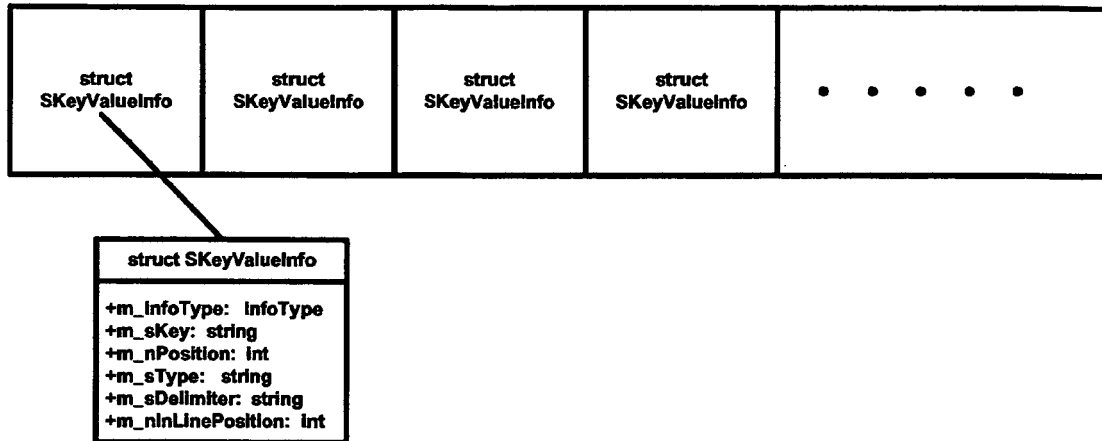 struct
SKeyValueInfo
struct
SKeyValueInfo
struct
SKeyValueInfo
struct
SKeyValueInfo
struct SKeyValueInfo
+m_InfoType: InfoType
+m_sKey: string
+m_nPosition: int
+m_sType: string
+m_sDelimiter: string
+m_nInLinePosition: int